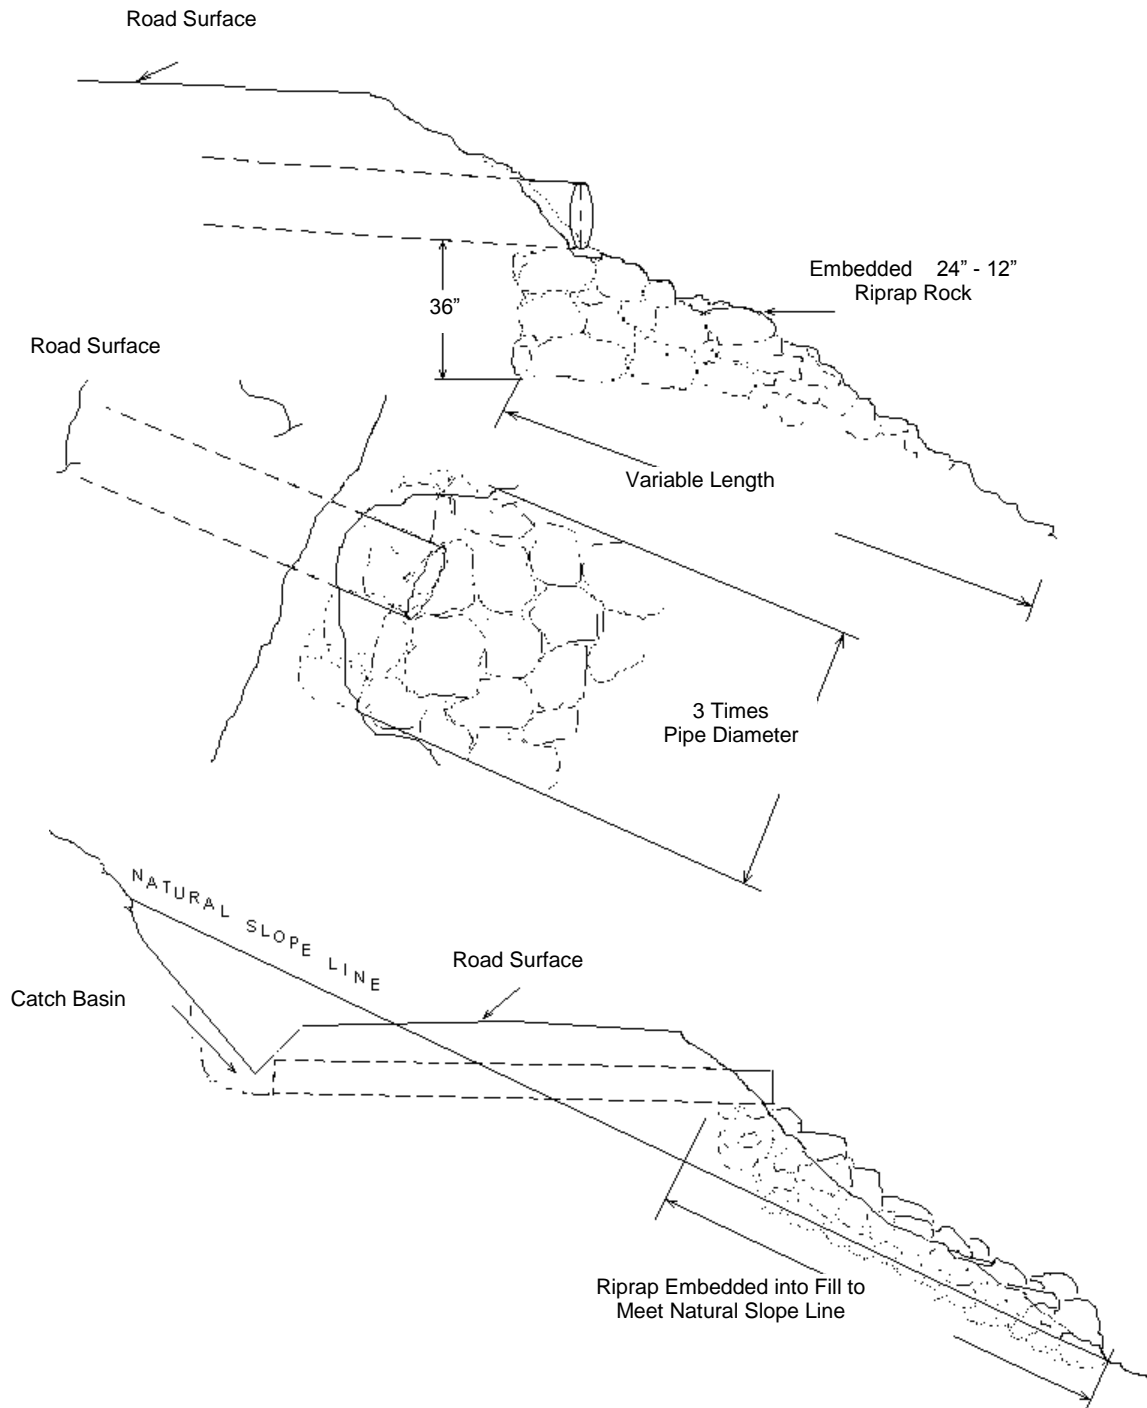 Road Surface
Embedded 24” - 12”
Riprap Rock
36”
Road Surface
Variable Length
3 Times
Pipe Diameter
NATURAL SLOPE LINE
Road Surface
Catch Basin
Riprap Embedded into Fill to
Meet Natural Slope Line